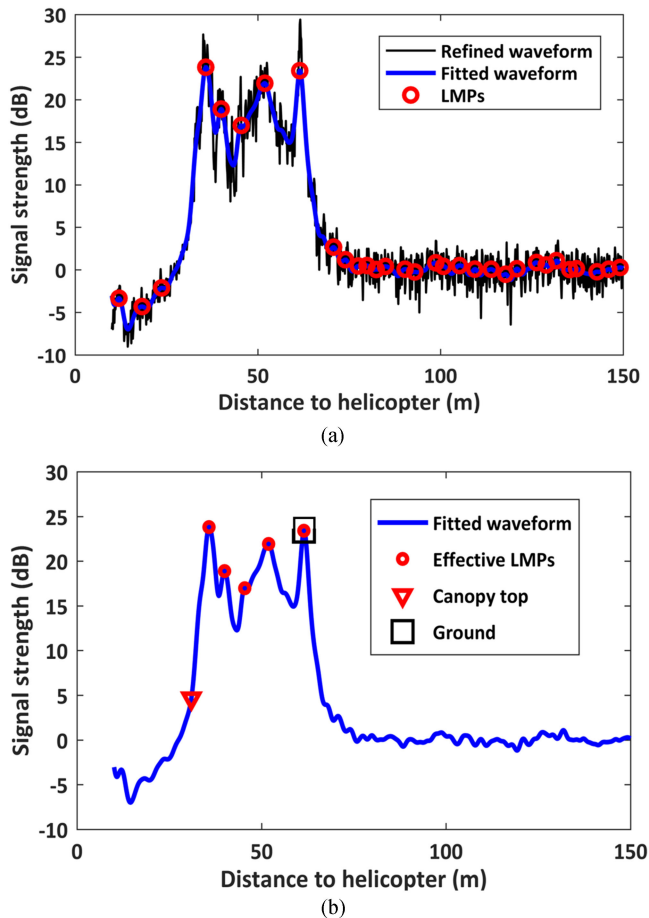 30
25
20
15
10
5
0
-5
-10
Signal strength (dB)
Refined waveform
Fitted waveform
LMPs
0
50
100
150
Distance to helicopter (m)
(a)
30
25
20
15
10
5
0
-5
-10
Signal strength (dB)
Fitted waveform
Effective LMPs
Canopy top
Ground
0
50
100
150
Distance to helicopter (m)
(b)